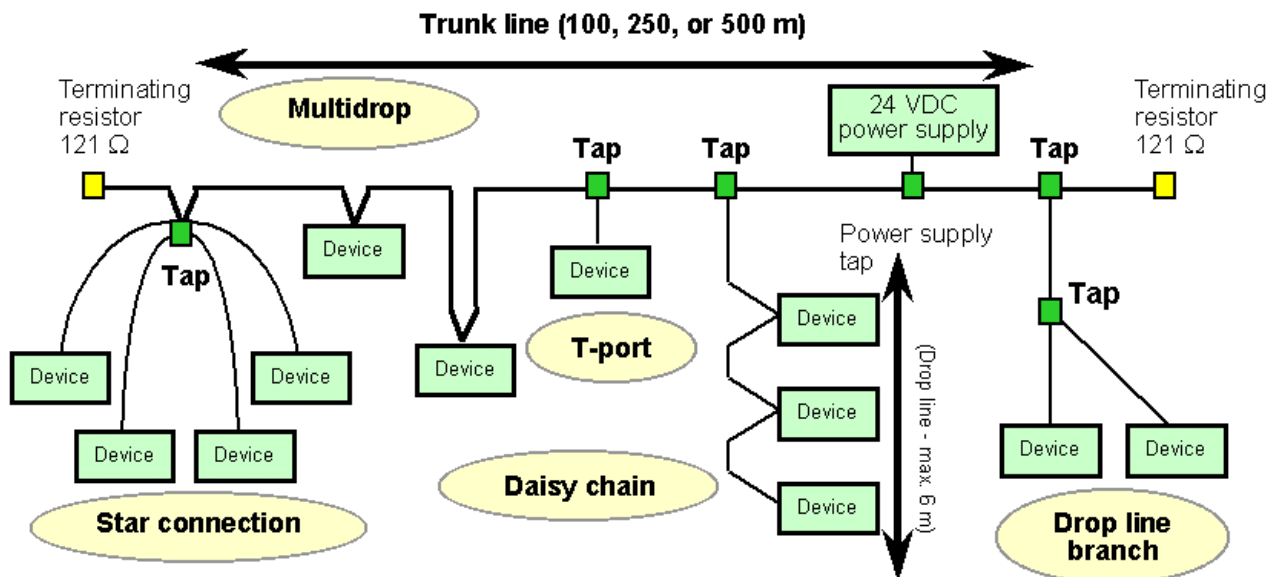 Trunk line (100, 250, or 500 m)
Terminating
resistor
121 Ω
Multidrop
24 VDC
power supply
Terminating
resistor
121 Ω
Tap
Tap
Tap
Device
Tap
Device
Power supply
tap
Tap
Device
T-port
Device
Device
Device
Device
(Drop line - max. 6 m)
Device
Device
Device
Device
Device
Daisy chain
Device
Star connection
Drop line
branch